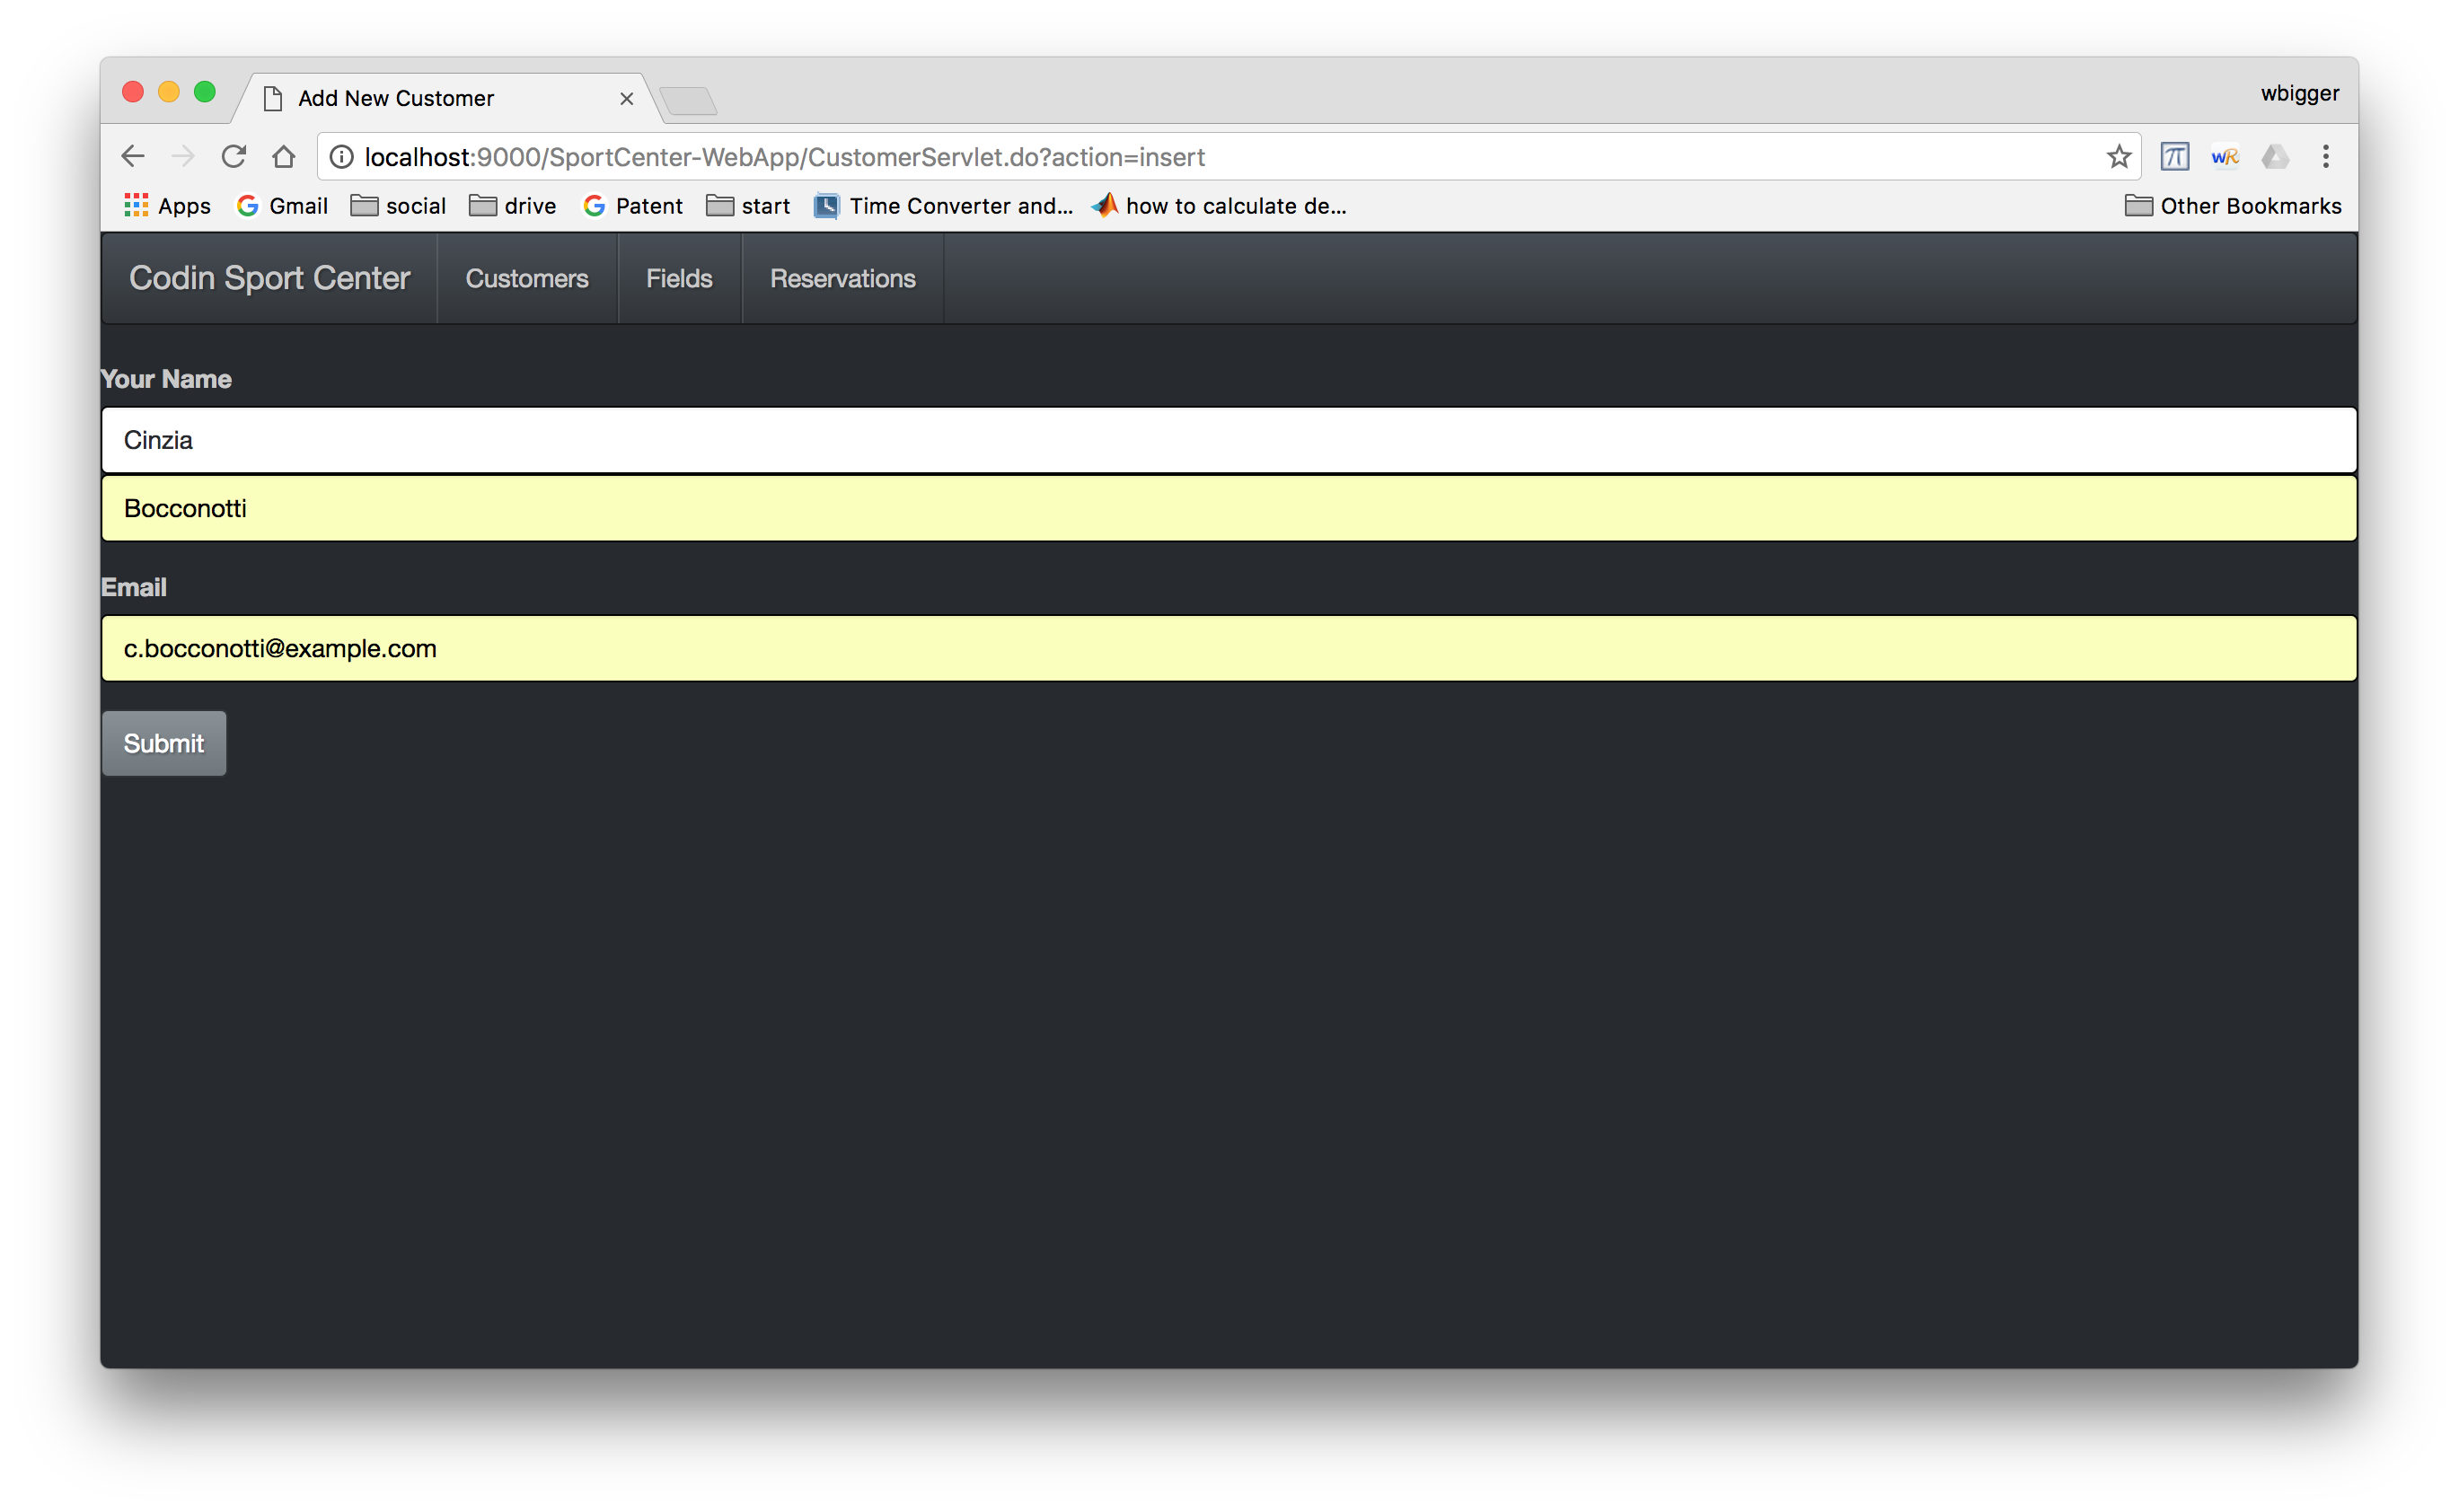 Add New Customer
wbigger
localhost:9000/SportCenter-WebApp/CustomerServlet.do?action=insert
Apps Gmail social drive Patent start Time Converter and... how to calculate de... Other Bookmarks
Codin Sport Center Customers Fields Reservations
Your Name
Cinzia
Bocconotti
Email
c.bocconotti@example.com
Submit